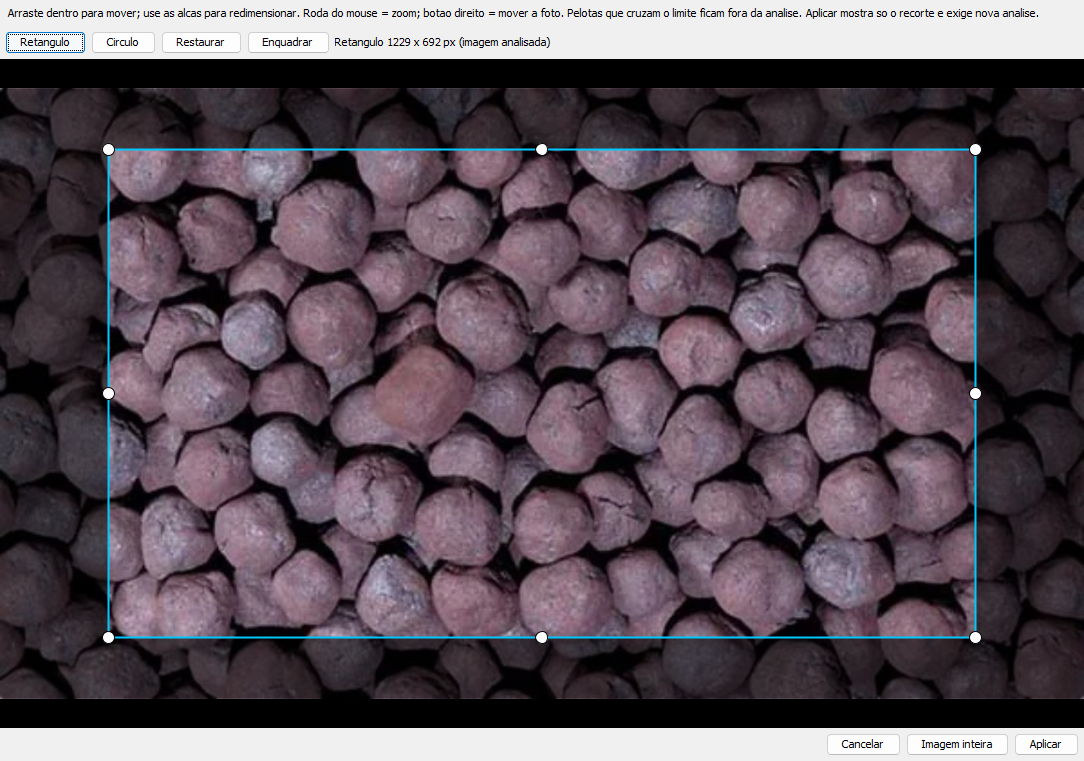 Arraste dentro para mover; use as alcas para redimensionar. Roda do mouse = zoom; botao direito = mover a foto. Pelotas que cruzam o limite ficam fora da analise. Aplicar mostra so o recorte e exige nova analise.
Retangulo Circulo Restaurar Enquadrar Retangulo 1229 x 692 px (imagem analisada)
Cancelar Imagem inteira Aplicar